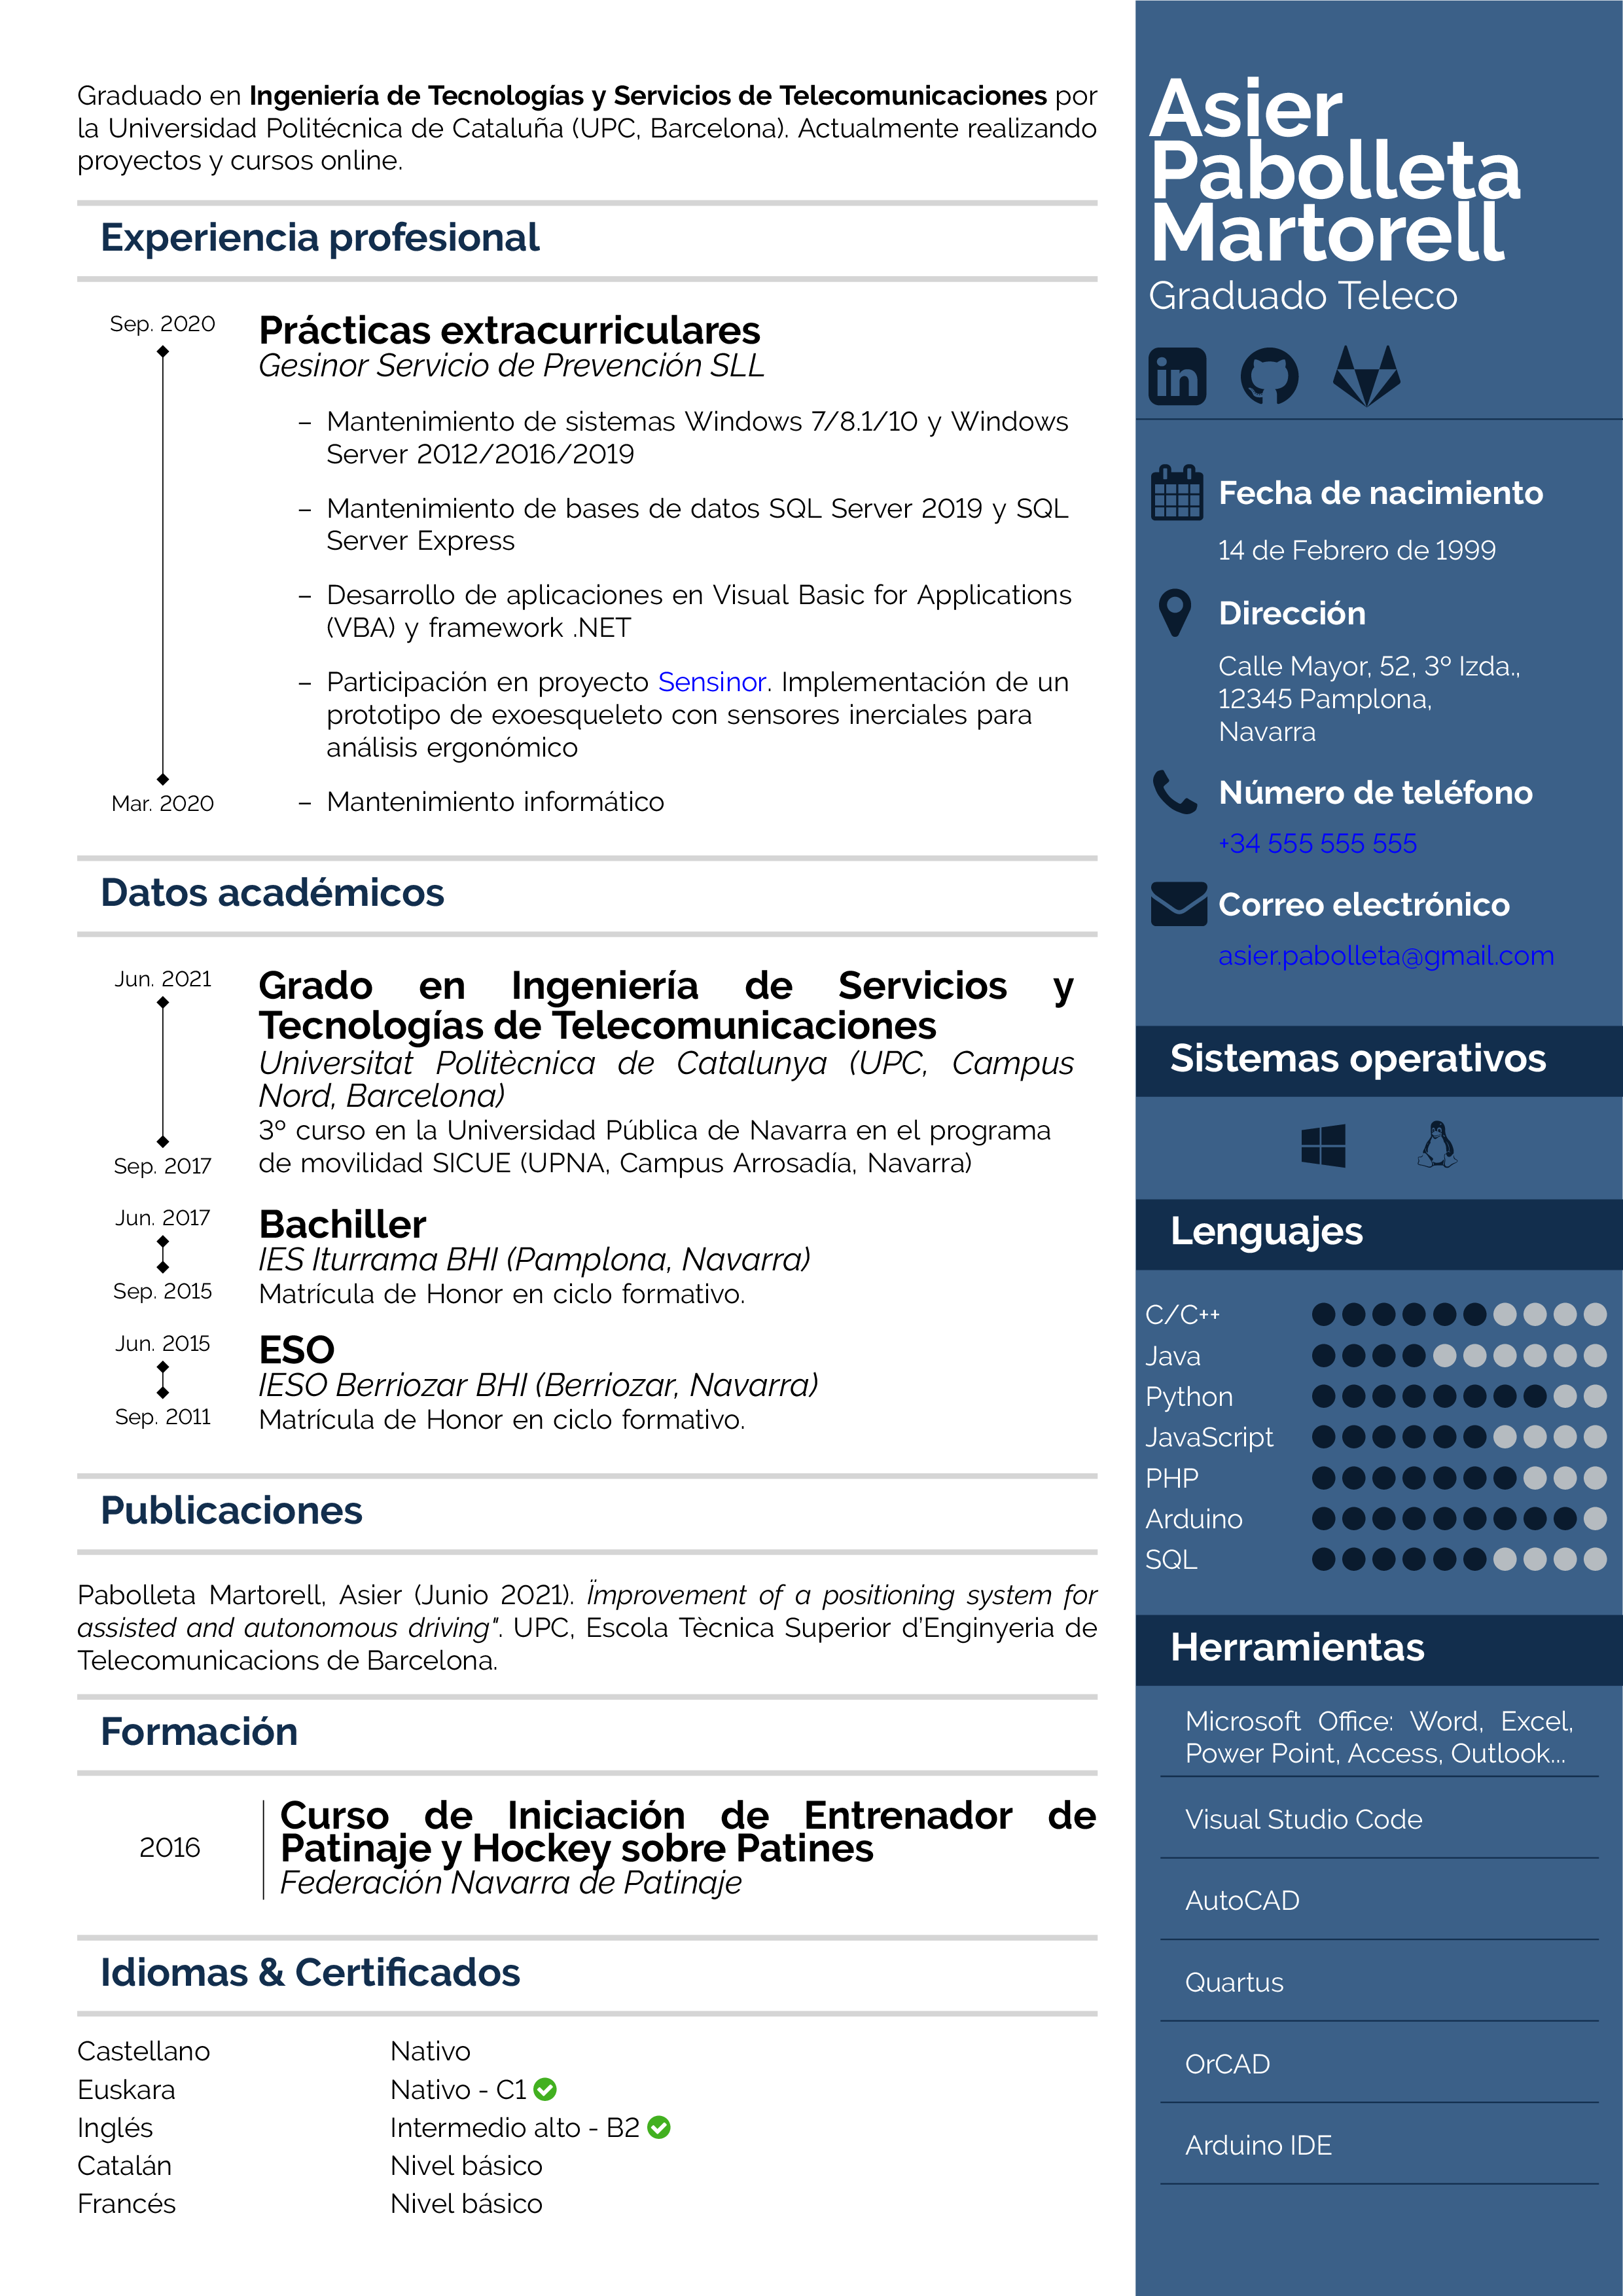 Graduado en Ingeniería de Tecnologías y Servicios de Telecomunicaciones por
la Universidad Politécnica de Cataluña (UPC, Barcelona). Actualmente realizando
proyectos y cursos online.
Experiencia profesional
Sep. 2020
Mar. 2020
Prácticas extracurriculares
Gesinor Servicio de Prevención SLL
– Mantenimiento de sistemas Windows 7/8.1/10 y Windows
Server 2012/2016/2019
– Mantenimiento de bases de datos SQL Server 2019 y SQL
Server Express
– Desarrollo de aplicaciones en Visual Basic for Applications
(VBA) y framework .NET
– Participación en proyecto Sensinor. Implementación de un
prototipo de exoesqueleto con sensores inerciales para
análisis ergonómico
– Mantenimiento informático
Datos académicos
Jun. 2021
Sep. 2017
Grado en Ingeniería de Servicios y
Tecnologías de Telecomunicaciones
Universitat Politècnica de Catalunya (UPC, Campus
Nord, Barcelona)
3º curso en la Universidad Pública de Navarra en el programa
de movilidad SICUE (UPNA, Campus Arrosadía, Navarra)
Jun. 2017
Sep. 2015
Bachiller
IES Iturrama BHI (Pamplona, Navarra)
Matrícula de Honor en ciclo formativo.
Jun. 2015
Sep. 2011
ESO
IESO Berriozar BHI (Berriozar, Navarra)
Matrícula de Honor en ciclo formativo.
Publicaciones
Pabolleta Martorell, Asier (Junio 2021). Ïmprovement of a positioning system for
assisted and autonomous driving". UPC, Escola Tècnica Superior d'Enginyeria de
Telecomunicacions de Barcelona.
Formación
2016
Curso de Iniciación de Entrenador de
Patinaje y Hockey sobre Patines
Federación Navarra de Patinaje
Idiomas & Certificados
Castellano Nativo
Euskara Nativo - C1
Inglés Intermedio alto - B2
Catalán Nivel básico
Francés Nivel básico
Asier
Pabolleta
Martorell
Graduado Teleco
in
Fecha de nacimiento
14 de Febrero de 1999
Dirección
Calle Mayor, 52, 3º Izda.,
12345 Pamplona,
Navarra
Número de teléfono
+34 555 555 555
Correo electrónico
asier.pabolleta@gmail.com
Sistemas operativos
Lenguajes
C/C++
Java
Python
JavaScript
PHP
Arduino
SQL
Herramientas
Microsoft Office: Word, Excel,
Power Point, Access, Outlook...
Visual Studio Code
AutoCAD
Quartus
OrCAD
Arduino IDE